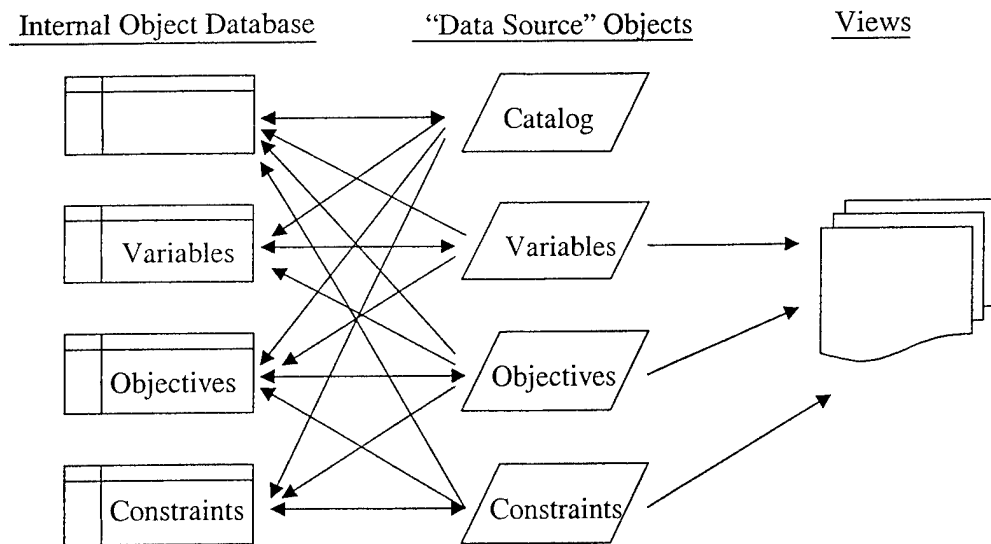 Internal Object Database
“Data Source” Objects
Views
Catalog
Variables
Variables
Objectives
Objectives
Constraints
Constraints